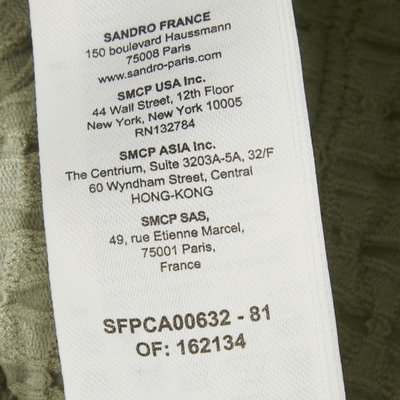 SANDRO FRANCE
150 boulevard Haussmann
75008 Paris
www.sandro-paris.com
SMCP USA Inc.
44 Wall Street, 12th Floor
New York, New York 10005
RN132784
SMCP ASIA Inc.
The Centrium, Suite 3203A-5A, 32/F
60 Wyndham Street, Central
HONG-KONG
SMCP SAS,
49, rue Etienne Marcel,
75001 Paris,
France
SFPCA00632 - 81
OF: 162134